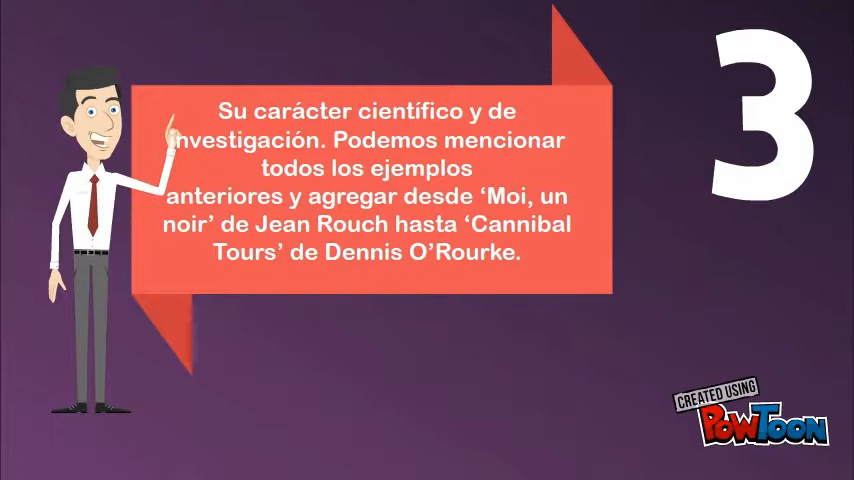 Su carácter científico y de
investigación. Podemos mencionar
todos los ejemplos
anteriores y agregar desde ‘Moi, un
noir’ de Jean Rouch hasta ‘Cannibal
Tours’ de Dennis O’Rourke.
3
CREATED USING
POWTOON